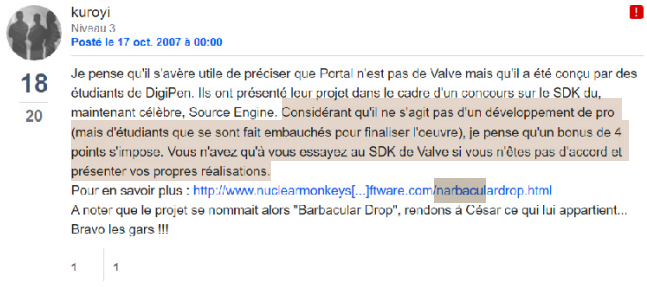 kuroyi
Niveau 3
Posté le 17 oct. 2007 à 00:00
18
20
Je pense qu'il s'avère utile de préciser que Portal n'est pas de Valve mais qu'il a été conçu par des
étudiants de DigiPen. Ils ont présenté leur projet dans le cadre d'un concours sur le SDK du,
maintenant célèbre, Source Engine. Considérant qu'il ne s'agit pas d'un développement de pro
(mais d'étudiants que se sont fait embauchés pour finaliser l'oeuvre), je pense qu'un bonus de 4
points s'impose. Vous n'avez qu'à vous essayez au SDK de Valve si vous n'êtes pas d'accord et
présenter vos propres réalisations.
Pour en savoir plus : http://www.nuclearmonkeys[...]ftware.com/narbaculardrop.html
A noter que le projet se nommait alors "Barbacular Drop", rendons à César ce qui lui appartient...
Bravo les gars !!!
1 1